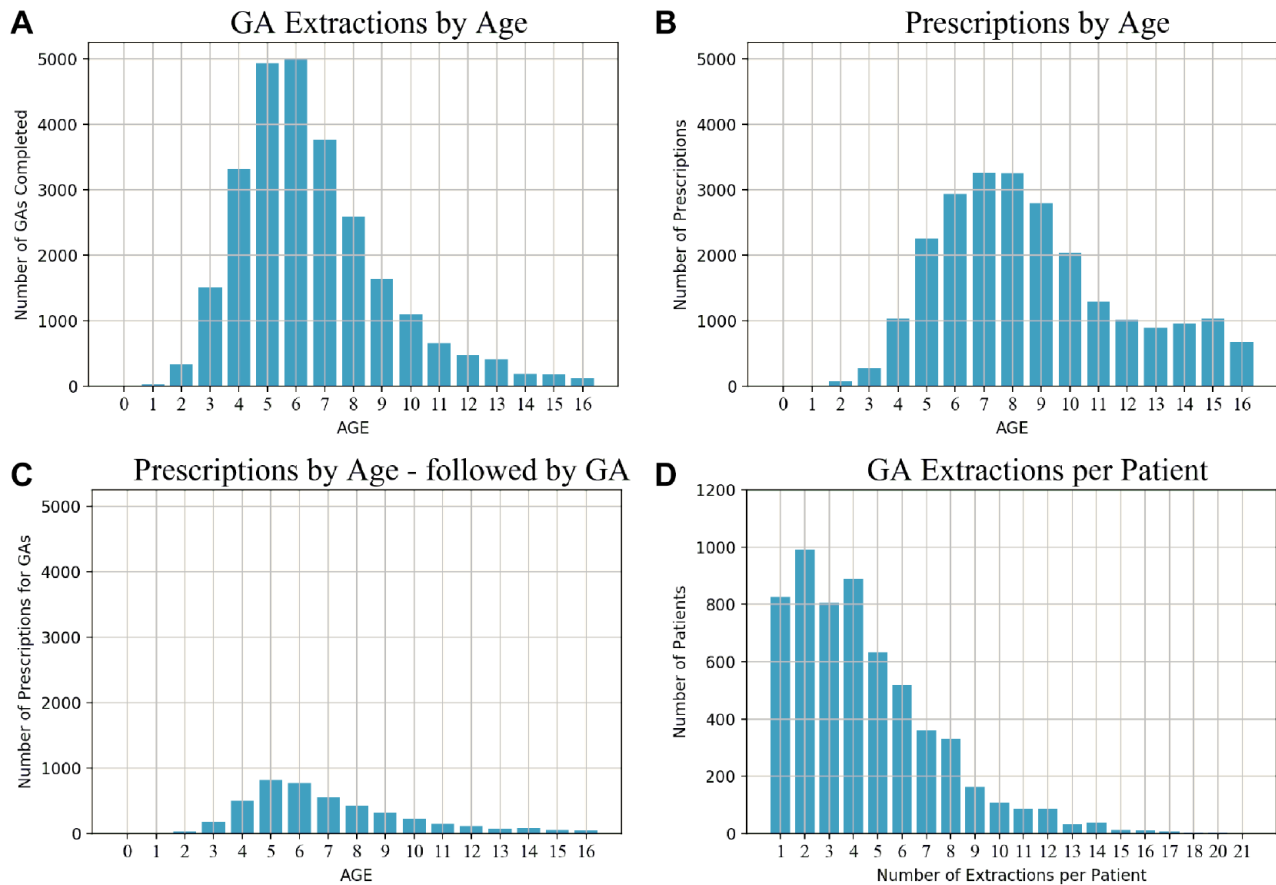 A
GA Extractions by Age
5000
4000
3000
2000
1000
0
Number of GAs Completed
0 1 2 3 4 5 6 7 8 9 10 11 12 13 14 15 16
AGE
B
Prescriptions by Age
5000
4000
3000
2000
1000
0
Number of Prescriptions
0 1 2 3 4 5 6 7 8 9 10 11 12 13 14 15 16
AGE
C
Prescriptions by Age - followed by GA
5000
4000
3000
2000
1000
0
Number of Prescriptions for GAs
0 1 2 3 4 5 6 7 8 9 10 11 12 13 14 15 16
AGE
D
GA Extractions per Patient
1200
1000
800
600
400
200
0
Number of Patients
1 2 3 4 5 6 7 8 9 10 11 12 13 14 15 16 17 18 20 21
Number of Extractions per Patient